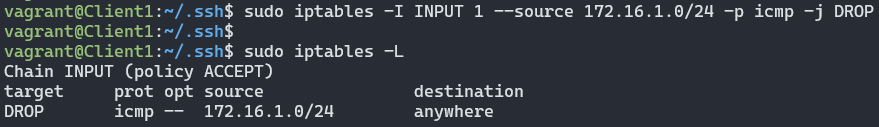 vagrant@Client1:~/.ssh$ sudo iptables -I INPUT 1 --source 172.16.1.0/24 -p icmp -j DROP
vagrant@Client1:~/.ssh$
vagrant@Client1:~/.ssh$ sudo iptables -L
Chain INPUT (policy ACCEPT)
target     prot opt source               destination
DROP       icmp --  172.16.1.0/24        anywhere